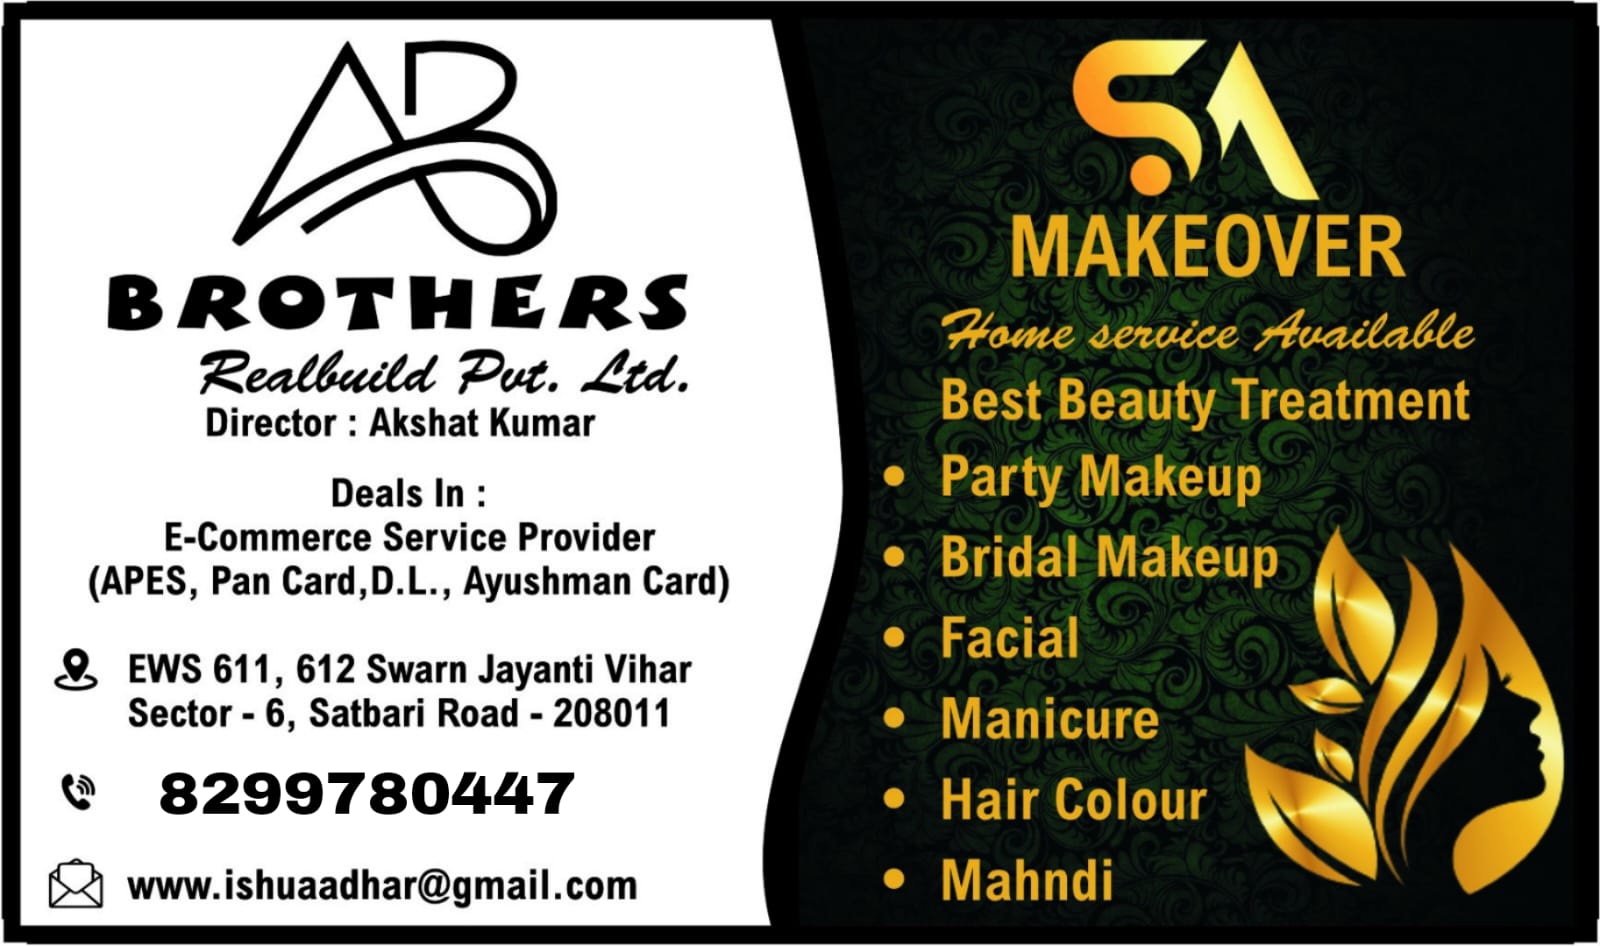 AB
BROTHERS
Realbuild Pvt. Ltd.
Director : Akshat Kumar
Deals In :
E-Commerce Service Provider
(APES, Pan Card,D.L., Ayushman Card)
EWS 611, 612 Swarn Jayanti Vihar
Sector - 6, Satbari Road - 208011
8299780447
www.ishuaadhar@gmail.com
SA
MAKEOVER
Home service Available
Best Beauty Treatment
• Party Makeup
• Bridal Makeup
• Facial
• Manicure
• Hair Colour
• Mahndi